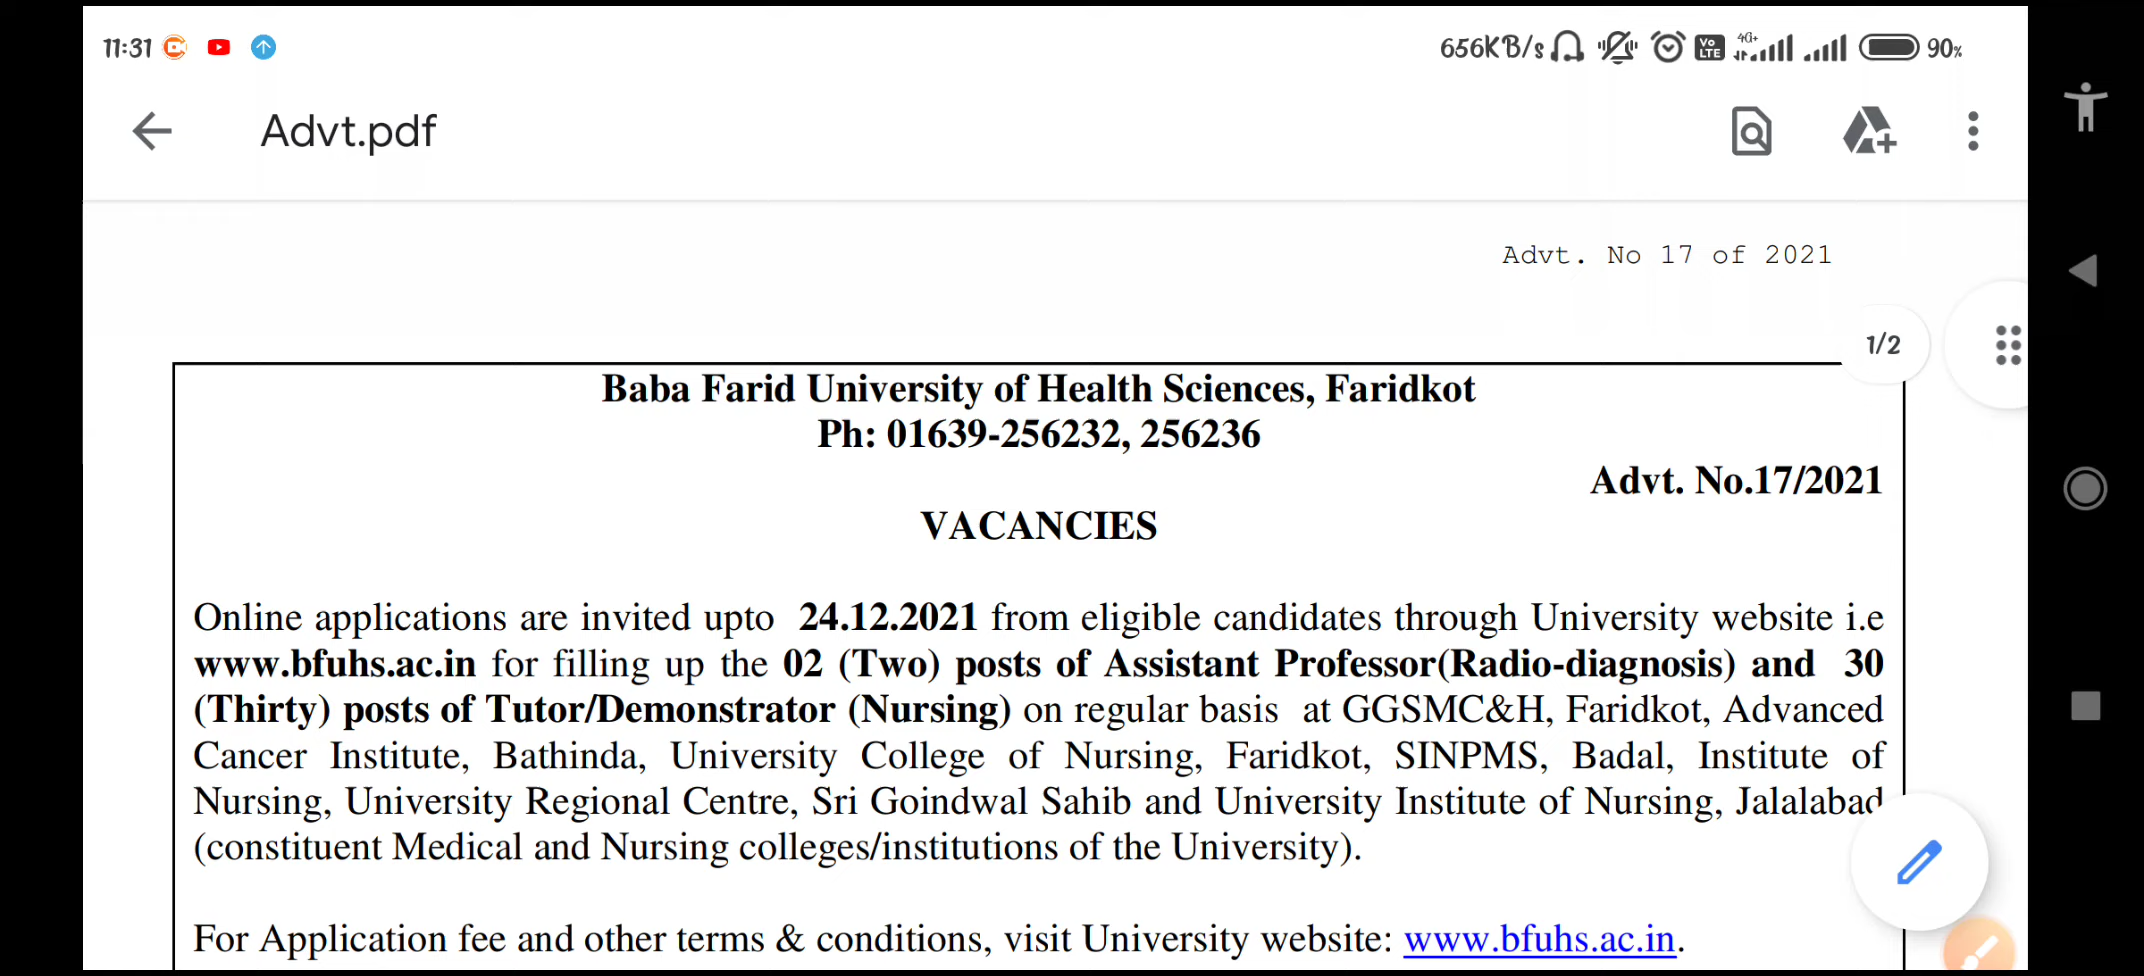 11:31
656KB/s
Vo LTE
4G+
90%
Advt.pdf
Advt. No 17 of 2021
1/2
Baba Farid University of Health Sciences, Faridkot
Ph: 01639-256232, 256236
Advt. No.17/2021
VACANCIES
Online applications are invited upto 24.12.2021 from eligible candidates through University website i.e
www.bfuhs.ac.in for filling up the 02 (Two) posts of Assistant Professor(Radio-diagnosis) and 30
(Thirty) posts of Tutor/Demonstrator (Nursing) on regular basis at GGSMC&H, Faridkot, Advanced
Cancer Institute, Bathinda, University College of Nursing, Faridkot, SINPMS, Badal, Institute of
Nursing, University Regional Centre, Sri Goindwal Sahib and University Institute of Nursing, Jalalabad
(constituent Medical and Nursing colleges/institutions of the University).
For Application fee and other terms & conditions, visit University website: www.bfuhs.ac.in.